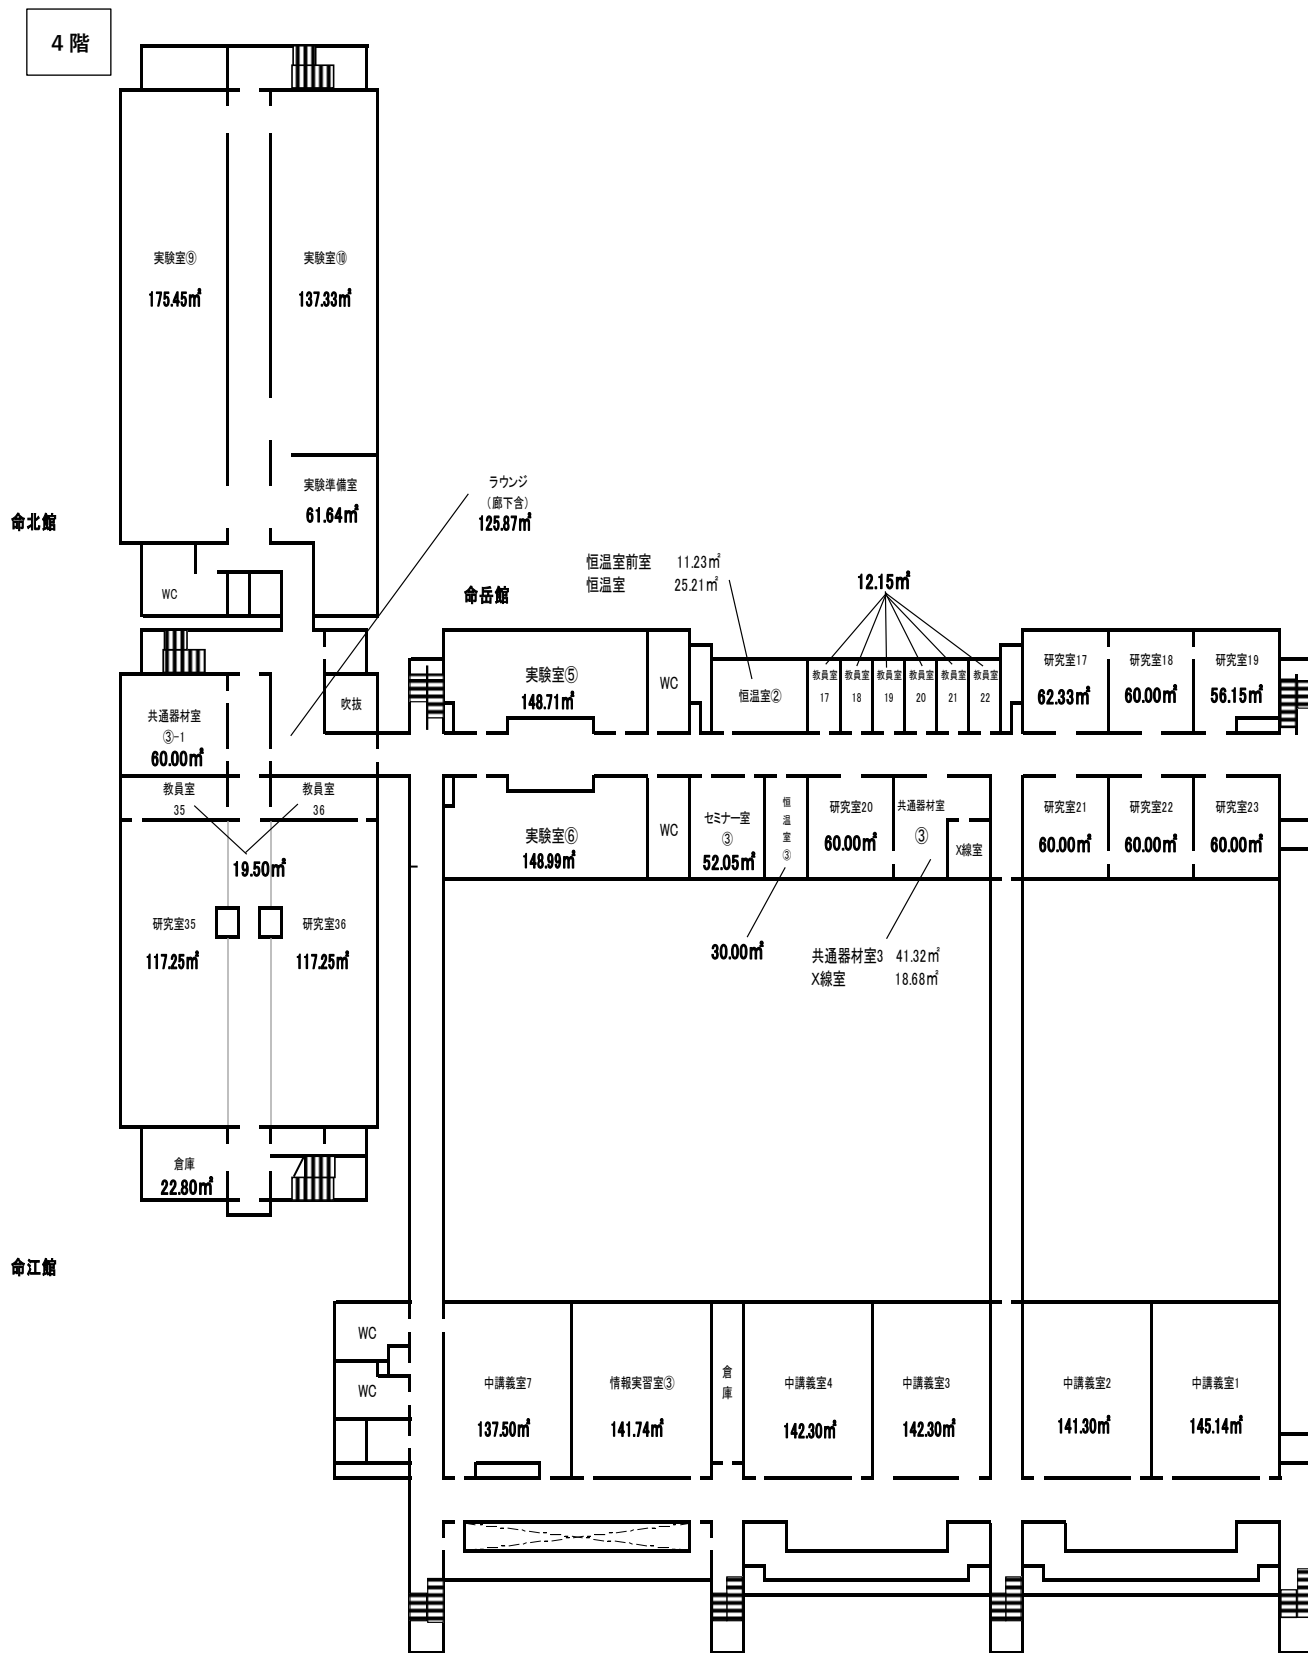 4階
実験室⑨
175.45㎡
実験室⑩
137.33㎡
実験準備室
61.64㎡
ラウンジ
(廊下含)
125.87㎡
命北館
WC
恒温室前室 11.23㎡
恒温室 25.21㎡
12.15㎡
命岳館
共通器材室
③-1
60.00㎡
吹抜
実験室⑤
148.71㎡
WC
恒温室②
教員室
17
教員室
18
教員室
19
教員室
20
教員室
21
教員室
22
研究室17
62.33㎡
研究室18
60.00㎡
研究室19
56.15㎡
教員室
35
教員室
36
19.50㎡
実験室⑥
148.99㎡
WC
セミナー室
③
52.05㎡
恒温室③
30.00㎡
研究室20
60.00㎡
共通器材室
③
X線室
共通器材室3 41.32㎡
X線室 18.68㎡
研究室21
60.00㎡
研究室22
60.00㎡
研究室23
60.00㎡
研究室35
117.25㎡
研究室36
117.25㎡
倉庫
22.80㎡
命江館
WC
WC
中講義室7
137.50㎡
情報実習室③
141.74㎡
倉庫
中講義室4
142.30㎡
中講義室3
142.30㎡
中講義室2
141.30㎡
中講義室1
145.14㎡